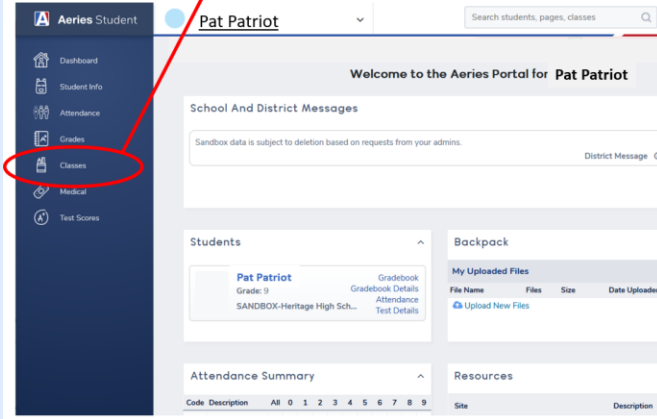 Aeries Student
Pat Patriot
Search students, pages, classes
Dashboard
Student Info
Attendance
Grades
Classes
Medical
Test Scores
Welcome to the Aeries Portal for Pat Patriot
School And District Messages
Sandbox data is subject to deletion based on requests from your admins.
District Message
Students
Pat Patriot
Grade: 9
SANDBOX-Heritage High Sch...
Gradebook
Gradebook Details
Attendance
Test Details
Backpack
My Uploaded Files
File Name Files Size Date Uploaded
Upload New Files
Attendance Summary
Code Description All 0 1 2 3 4 5 6 7 8 9
Resources
Site Description